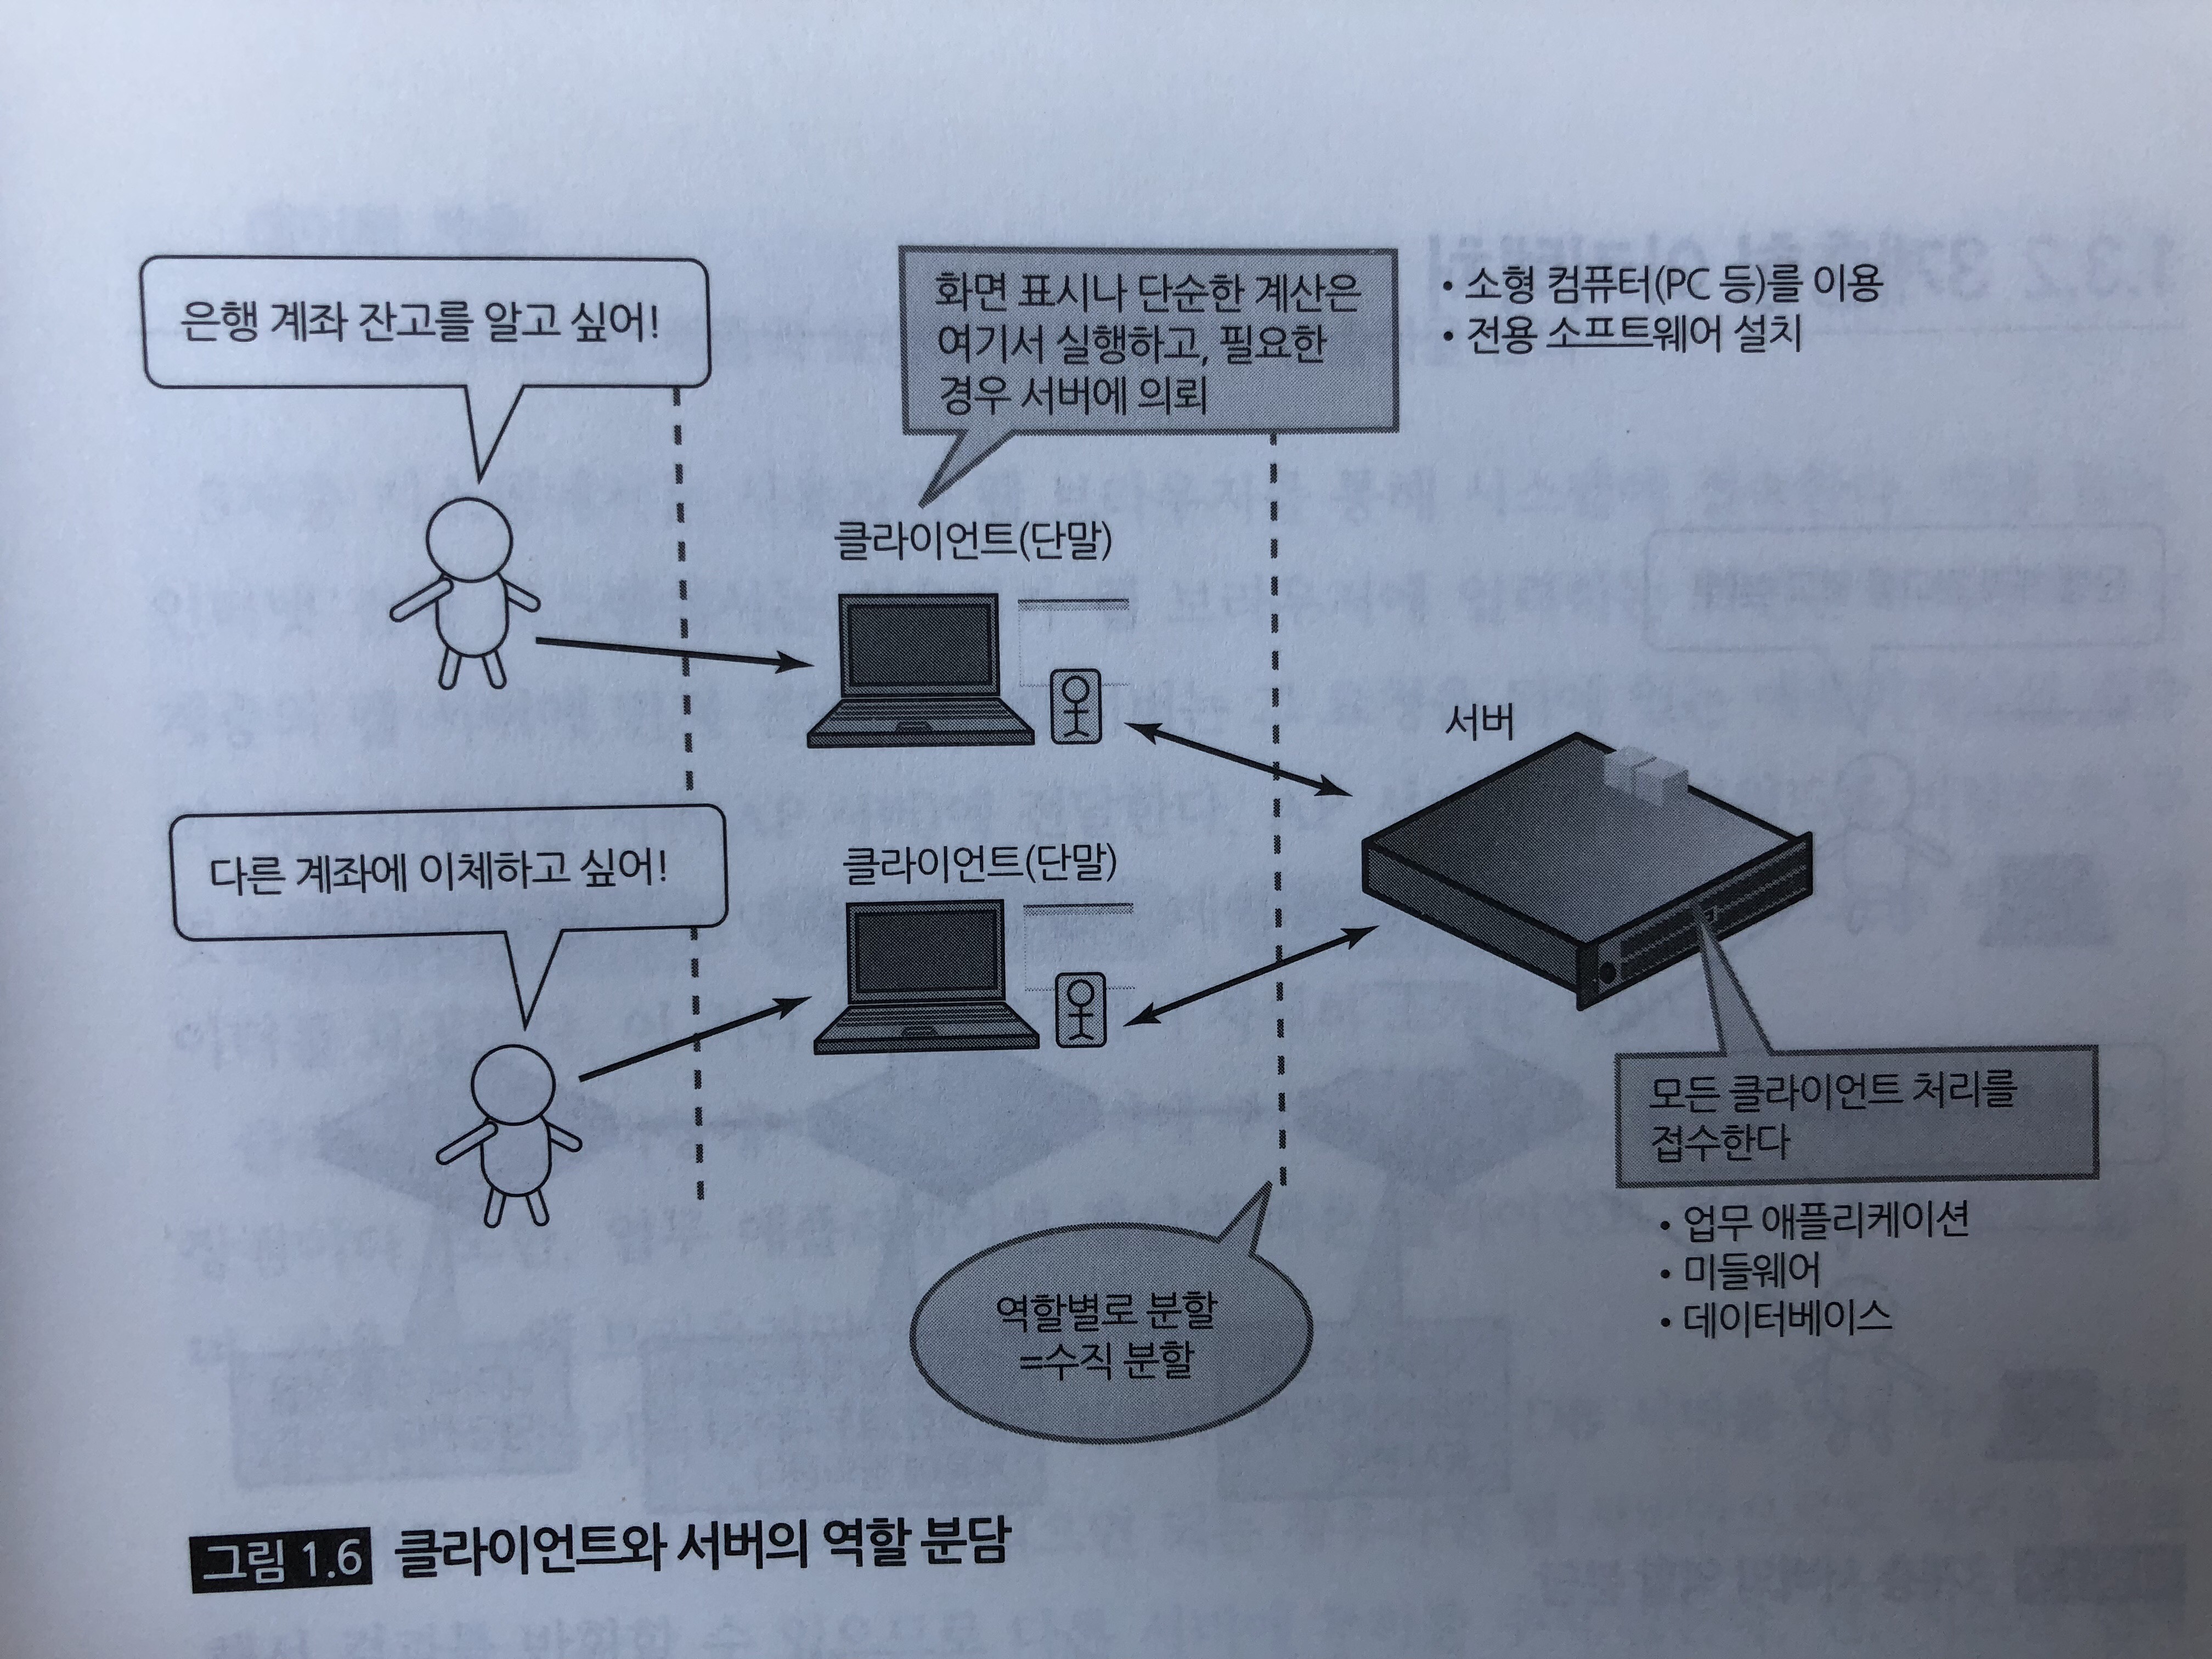 은행 계좌 잔고를 알고 싶어!
화면 표시나 단순한 계산은
여기서 실행하고, 필요한
경우 서버에 의뢰
• 소형 컴퓨터(PC 등)를 이용
• 전용 소프트웨어 설치
클라이언트(단말)
서버
다른 계좌에 이체하고 싶어!
클라이언트(단말)
모든 클라이언트 처리를
접수한다
• 업무 애플리케이션
• 미들웨어
• 데이터베이스
역할별로 분할
=수직 분할
그림 1.6 클라이언트와 서버의 역할 분담